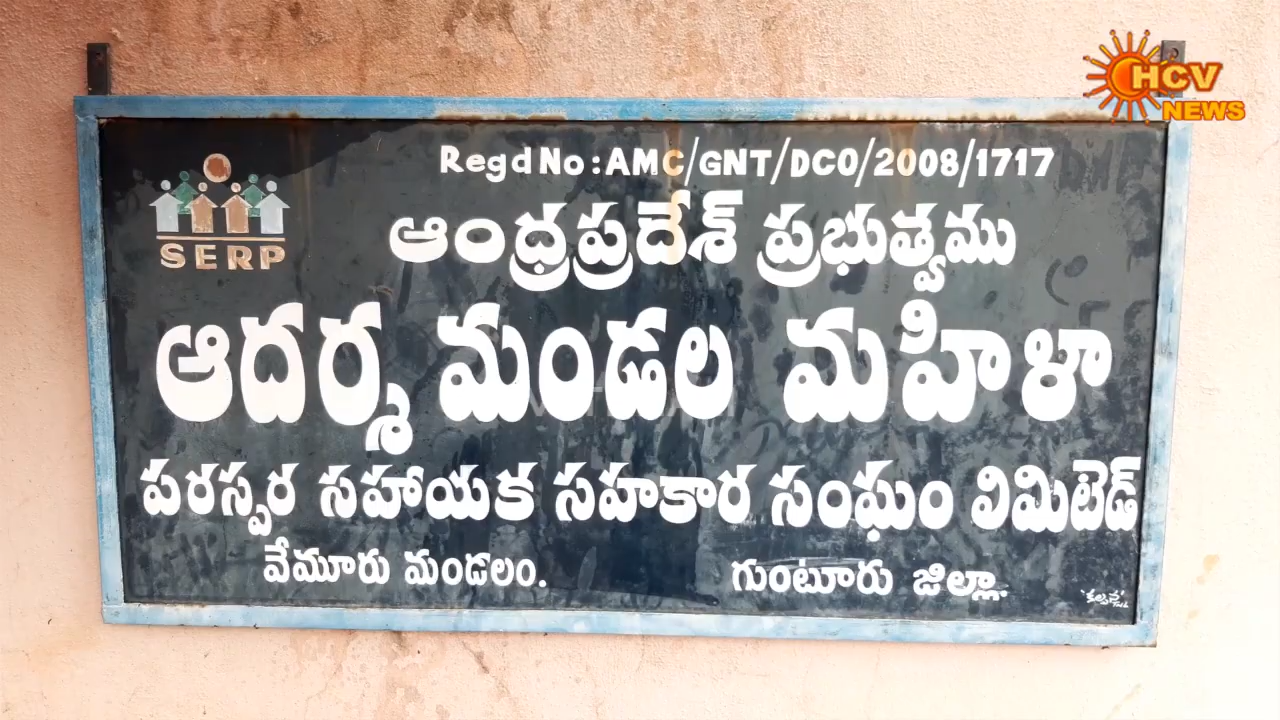 HCV
NEWS
Regd No : AMC/GNT/DCO/2008/1717
SERP
ఆంధ్రప్రదేశ్ ప్రభుత్వము
ఆదర్శ మండల మహిళా
పరస్పర సహాయక సహకార సంఘం లిమిటెడ్
వేమూరు మండలం. గుంటూరు జిల్లా.